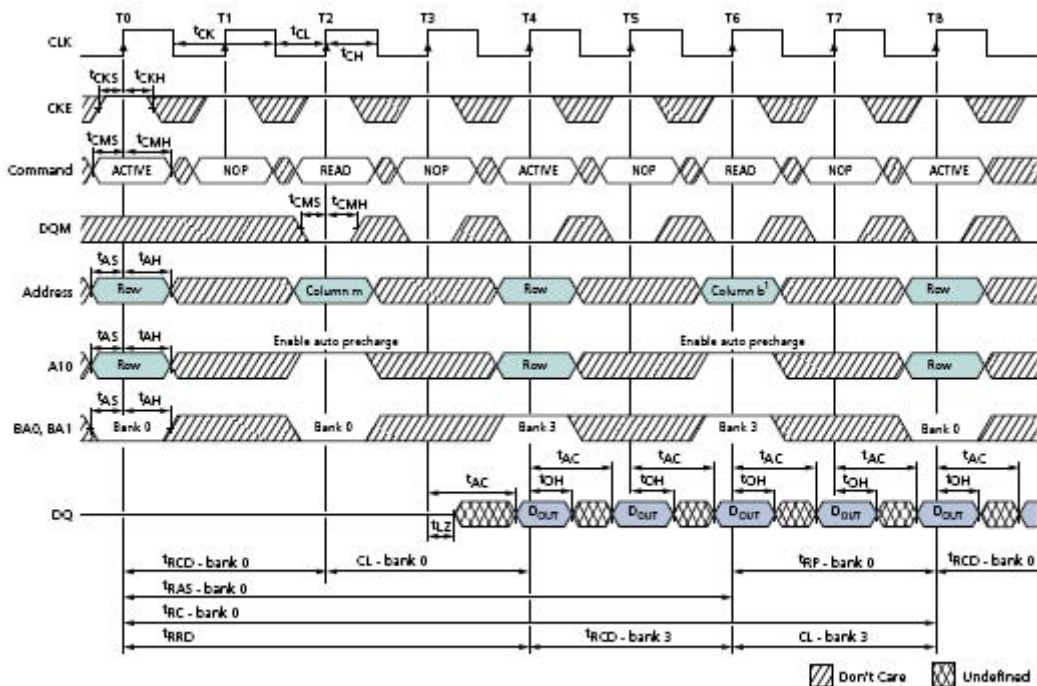 T0 T1 T2 T3 T4 T5 T6 T7 T8
CLK
tCK tCL
tCH
tCKS tCKH
CKE
tCMS tCMH
Command ACTIVE NOP READ NOP ACTIVE NOP READ NOP ACTIVE
tCMS tCMH
DQM
tAS tAH
Address Row Column m Row Column b1 Row
tAS tAH Enable auto precharge Enable auto precharge
A10 Row Row Row
tAS tAH
BA0, BA1 Bank 0 Bank 0 Bank 3 Bank 3 Bank 0
tAC tAC tAC tAC tAC tAC
tOH tOH tOH tOH tOH
DQ DOUT DOUT DOUT DOUT DOUT
tLZ
tRCD - bank 0 CL - bank 0 tRP - bank 0 tRCD - bank 0
tRAS - bank 0
tRC - bank 0
tRRD tRCD - bank 3 CL - bank 3
Don't Care Undefined